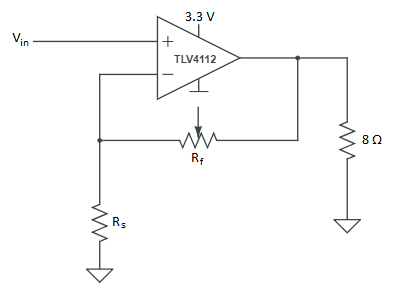 3.3 V
Vin
+
TLV4112
−
Rf
8 Ω
Rs